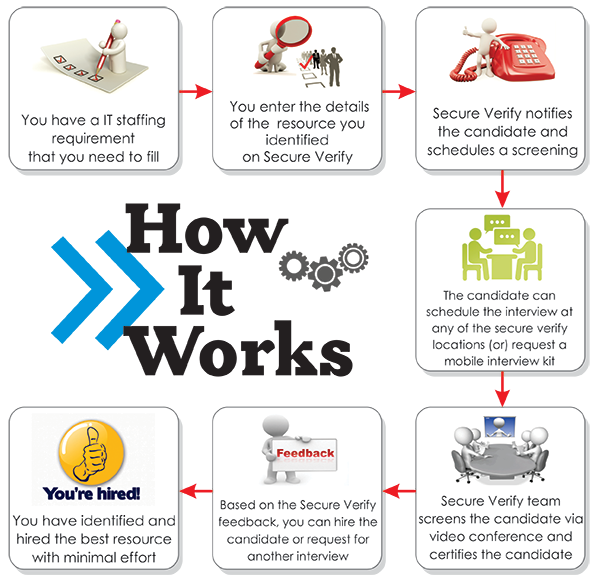 You have a IT staffing
requirement
that you need to fill
You enter the details
of the resource you
identified
on Secure Verify
Secure Verify notifies
the candidate and
schedules a screening
How
It
Works
The candidate can
schedule the interview at
any of the secure verify
locations (or) request a
mobile interview kit
Secure Verify team
screens the candidate via
video conference and
certifies the candidate
Feedback
Based on the Secure Verify
feedback, you can hire the
candidate or request for
another interview
You're hired!
You have identified and
hired the best resource
with minimal effort